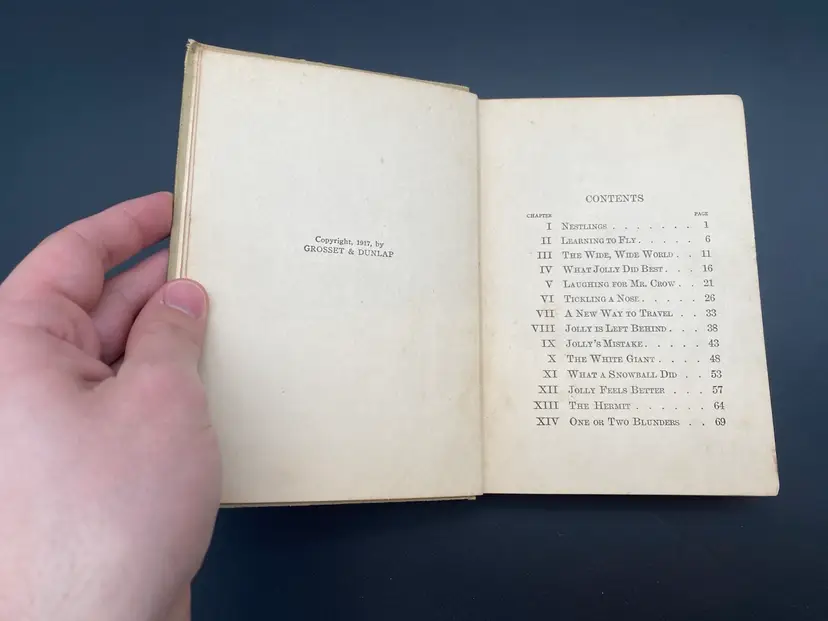 Copyright, 1917, by
GROSSET & DUNLAP
CONTENTS
CHAPTER PAGE
I NESTLINGS . . . . . . . 1
II LEARNING TO FLY . . . . . 6
III THE WIDE, WIDE WORLD . . 11
IV WHAT JOLLY DID BEST . . . 16
V LAUGHING FOR MR. CROW . . 21
VI TICKLING A NOSE . . . . . 26
VII A NEW WAY TO TRAVEL . . 33
VIII JOLLY IS LEFT BEHIND . . . 38
IX JOLLY'S MISTAKE . . . . . 43
X THE WHITE GIANT . . . . 48
XI WHAT A SNOWBALL DID . . 53
XII JOLLY FEELS BETTER . . . 57
XIII THE HERMIT . . . . . . 64
XIV ONE OR TWO BLUNDERS . . 69